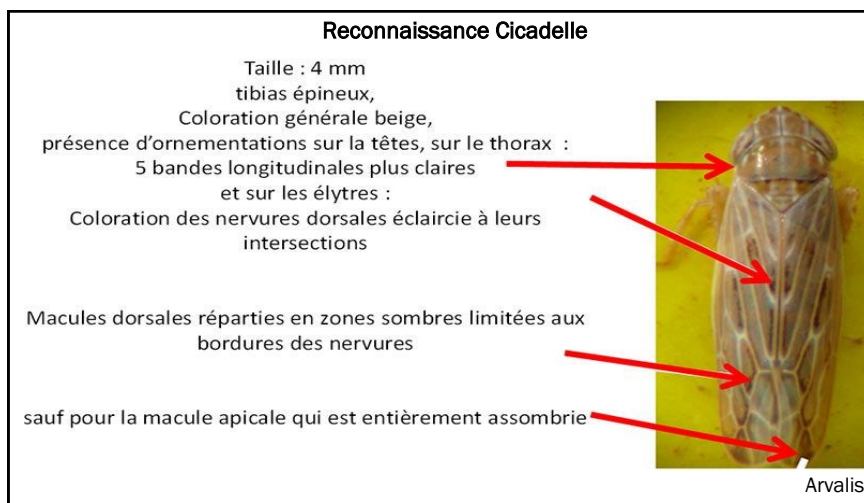 Reconnaissance Cicadelle
Taille : 4 mm
tibias épineux,
Coloration générale beige,
présence d'ornementations sur la têtes, sur le thorax :
5 bandes longitudinales plus claires
et sur les élytres :
Coloration des nervures dorsales éclaircie à leurs
intersections
Macules dorsales réparties en zones sombres limitées aux
bordures des nervures
sauf pour la macule apicale qui est entièrement assombrie
Arvalis